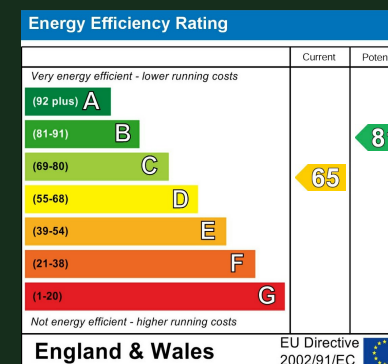 Energy Efficiency Rating
Current
Very energy efficient - lower running costs
(92 plus) A
(81-91) B
(69-80) C
(55-68) D
65
(39-54) E
(21-38) F
(1-20) G
Not energy efficient - higher running costs
England & Wales
EU Directive
2002/91/EC